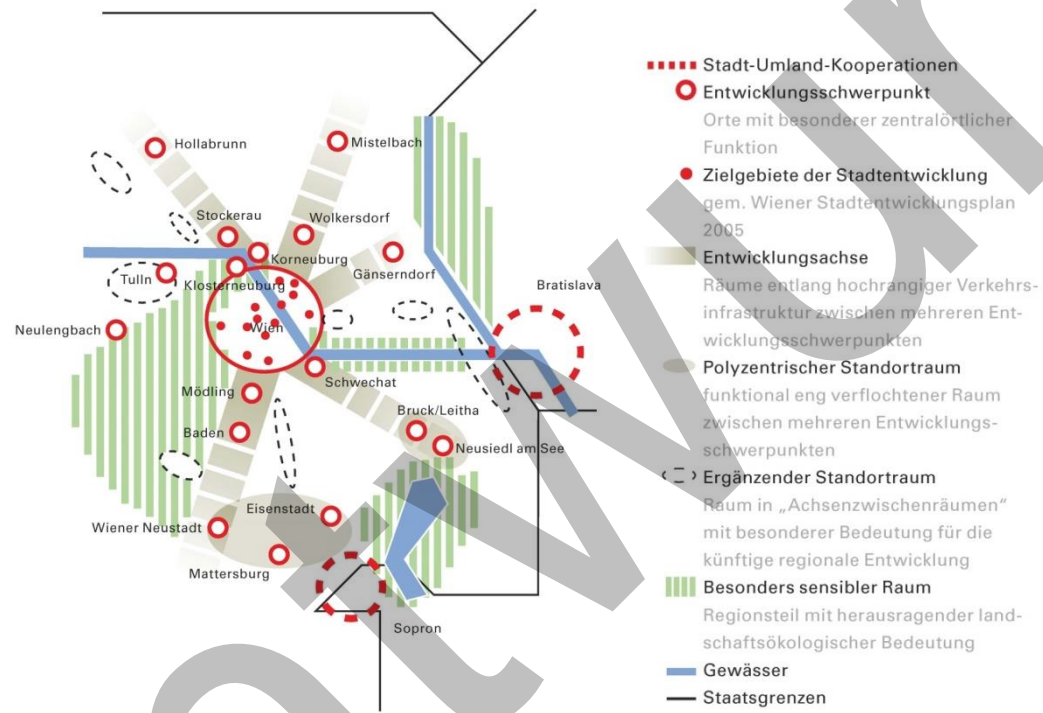 Hollabrunn
Mistelbach
Stockerau
Wolkersdorf
Korneuburg
Gänserndorf
Tulln
Klosterneuburg
Bratislava
Neulengbach
Wien
Schwechat
Mödling
Bruck/Leitha
Baden
Neusiedl am See
Eisenstadt
Wiener Neustadt
Mattersburg
Sopron
Stadt-Umland-Kooperationen
Entwicklungsschwerpunkt
Orte mit besonderer zentralörtlicher
Funktion
Zielgebiete der Stadtentwicklung
gem. Wiener Stadtentwicklungsplan
2005
Entwicklungsachse
Räume entlang hochrangiger Verkehrs-
infrastruktur zwischen mehreren Ent-
wicklungsschwerpunkten
Polyzentrischer Standortraum
funktional eng verflochtener Raum
zwischen mehreren Entwicklungs-
schwerpunkten
Ergänzender Standortraum
Raum in „Achsenzwischenräumen“
mit besonderer Bedeutung für die
künftige regionale Entwicklung
Besonders sensibler Raum
Regionsteil mit herausragender land-
schaftsökologischer Bedeutung
Gewässer
Staatsgrenzen